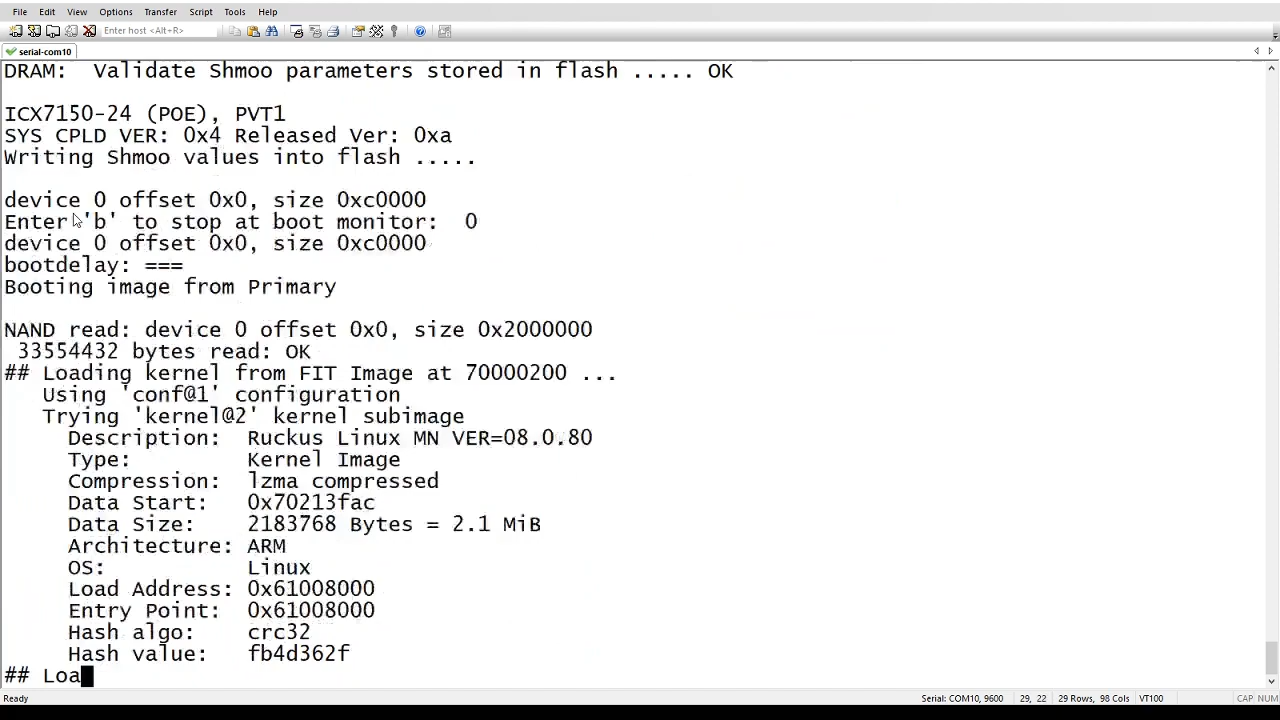 File Edit View Options Transfer Script Tools Help
Enter host <Alt+R>
serial-com10
DRAM:  Validate Shmoo parameters stored in flash ..... OK
ICX7150-24 (POE), PVT1
SYS CPLD VER: 0x4 Released Ver: 0xa
Writing Shmoo values into flash .....
device 0 offset 0x0, size 0xc0000
Enter 'b' to stop at boot monitor:  0
device 0 offset 0x0, size 0xc0000
bootdelay: ===
Booting image from Primary
NAND read: device 0 offset 0x0, size 0x2000000
 33554432 bytes read: OK
## Loading kernel from FIT Image at 70000200 ...
   Using 'conf@1' configuration
   Trying 'kernel@2' kernel subimage
     Description:  Ruckus Linux MN VER=08.0.80
     Type:         Kernel Image
     Compression:  lzma compressed
     Data Start:   0x70213fac
     Data Size:    2183768 Bytes = 2.1 MiB
     Architecture: ARM
     OS:           Linux
     Load Address: 0x61008000
     Entry Point:  0x61008000
     Hash algo:    crc32
     Hash value:   fb4d362f
## Loa
Ready Serial: COM10, 9600 29, 22 29 Rows, 98 Cols VT100 CAP NUM